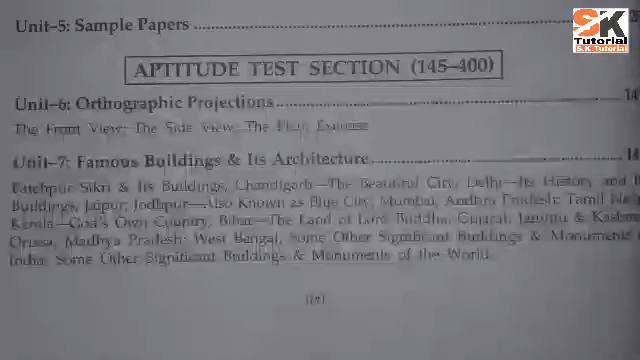 SK
Tutorial
S.K. Tutorial
Unit–5: Sample Papers
APTITUDE TEST SECTION (145–400)
Unit–6: Orthographic Projections 14
The Front View; The Side View; The Plan; Exercise
Unit–7: Famous Buildings & Its Architecture 14
Fatehpur Sikri & Its Buildings, Chandigarh—The Beautiful City, Delhi—Its History and
Buildings, Jaipur, Jodhpur—Also Known as Blue City, Mumbai, Andhra Pradesh, Tamil
Kerala—God's Own Country, Bihar—The Land of Lord Buddha, Gujarat, Jammu &
Orissa, Madhya Pradesh, West Bengal, Some Other Significant Buildings & Monuments
India, Some Other Significant Buildings & Monuments of the World.